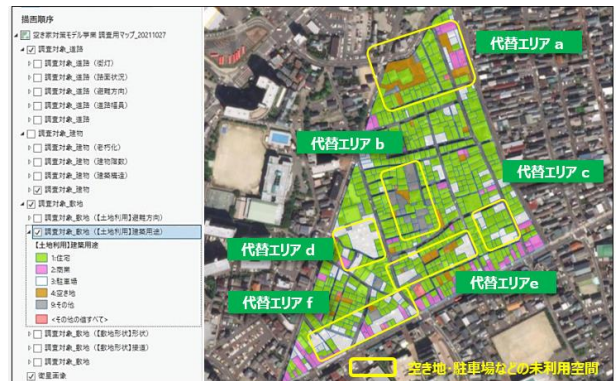 描画順序
空き家対策モデル事業 調査用マップ_20211027
調査対象_道路
調査対象_道路（街灯）
調査対象_道路（路面状況）
調査対象_道路（避難方向）
調査対象_道路（道路幅員）
調査対象_道路
調査対象_建物
調査対象_建物（老朽化）
調査対象_建物（建物階数）
調査対象_建物（建築構造）
調査対象_建物
調査対象_敷地
調査対象_敷地（【土地利用】避難方向）
調査対象_敷地（【土地利用】建築用途）
【土地利用】建築用途
1:住宅
2:商業
3:駐車場
4:空き地
9:その他
<その他の値すべて>
調査対象_敷地（【敷地形状】形状）
調査対象_敷地（【敷地形状】接道）
調査対象_敷地
衛星画像
代替エリア a
代替エリア b
代替エリア c
代替エリア d
代替エリアe
代替エリア f
空き地・駐車場などの未利用空間